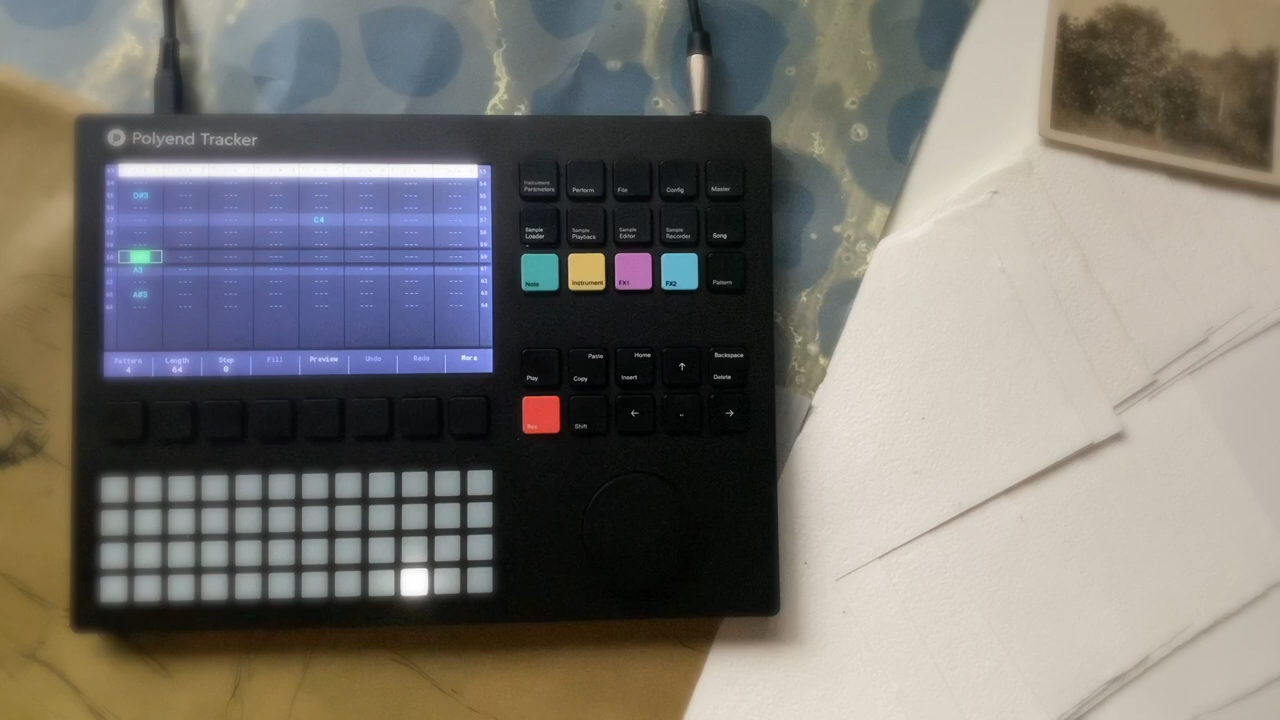 Polyend Tracker
D#3
C4
A3
A#3
Pattern Length Step Fill Preview Undo Redo More
4 64 0
Instrument Parameters
Perform
File
Config
Master
Sample Loader
Sample Playback
Sample Editor
Sample Recorder
Song
Note
Instrument
FX1
FX2
Pattern
Play
Paste
Copy
Home
Insert
↑
Backspace
Delete
Rec
Shift
←
→